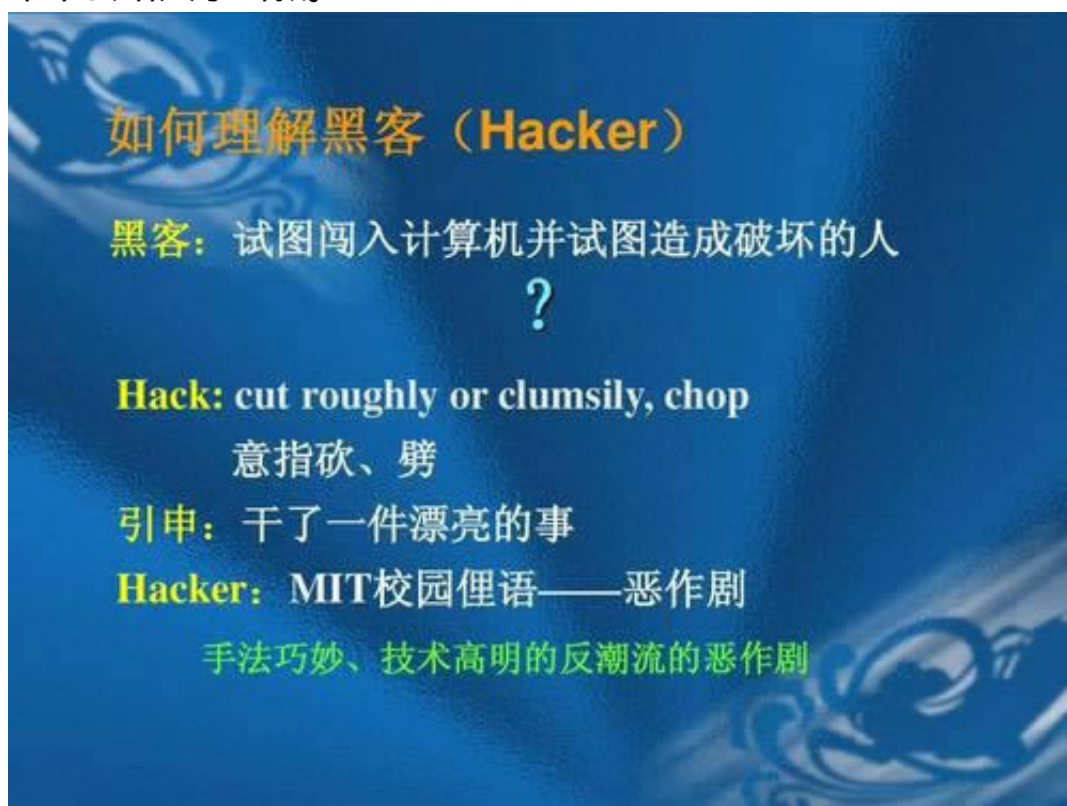 如何理解黑客（Hacker）
黑客：试图闯入计算机并试图造成破坏的人
?
Hack: cut roughly or clumsily, chop
意指砍、劈
引申：干了一件漂亮的事
Hacker：MIT校园俚语——恶作剧
手法巧妙、技术高明的反潮流的恶作剧